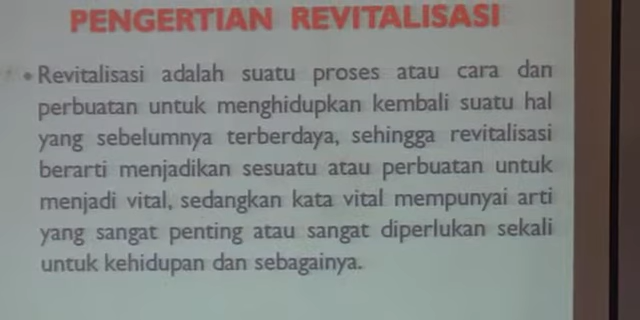 PENGERTIAN REVITALISASI
• Revitalisasi adalah suatu proses atau cara dan
perbuatan untuk menghidupkan kembali suatu hal
yang sebelumnya terberdaya, sehingga revitalisasi
berarti menjadikan sesuatu atau perbuatan untuk
menjadi vital, sedangkan kata vital mempunyai arti
yang sangat penting atau sangat diperlukan sekali
untuk kehidupan dan sebagainya.